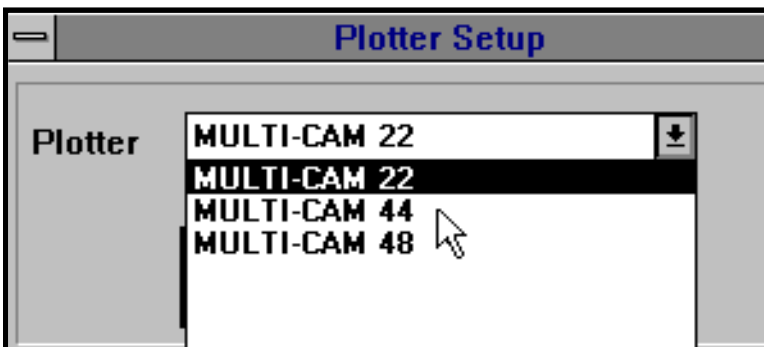 Plotter Setup
Plotter
MULTI-CAM 22
MULTI-CAM 22
MULTI-CAM 44
MULTI-CAM 48